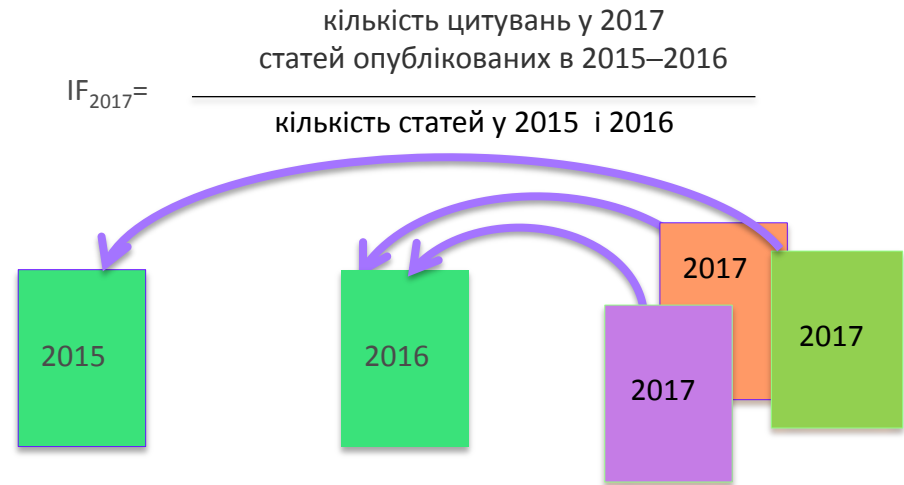 кількість цитувань у 2017
статей опублікованих в 2015–2016
IF2017=
кількість статей у 2015 і 2016
2017
2017
2015
2016
2017